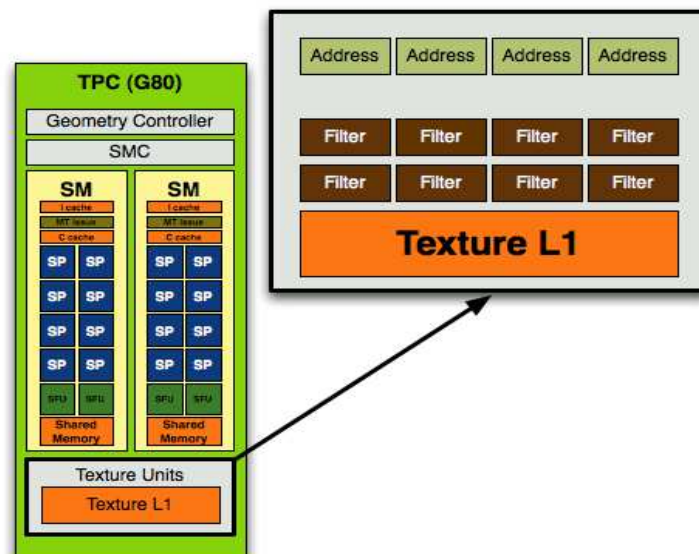 TPC (G80)
Geometry Controller
SMC
SM SM
I cache I cache
MT issue MT issue
C cache C cache
SP SP SP SP
SP SP SP SP
SP SP SP SP
SP SP SP SP
SFU SFU SFU SFU
Shared Shared
Memory Memory
Texture Units
Texture L1
Address Address Address Address
Filter Filter Filter Filter
Filter Filter Filter Filter
Texture L1